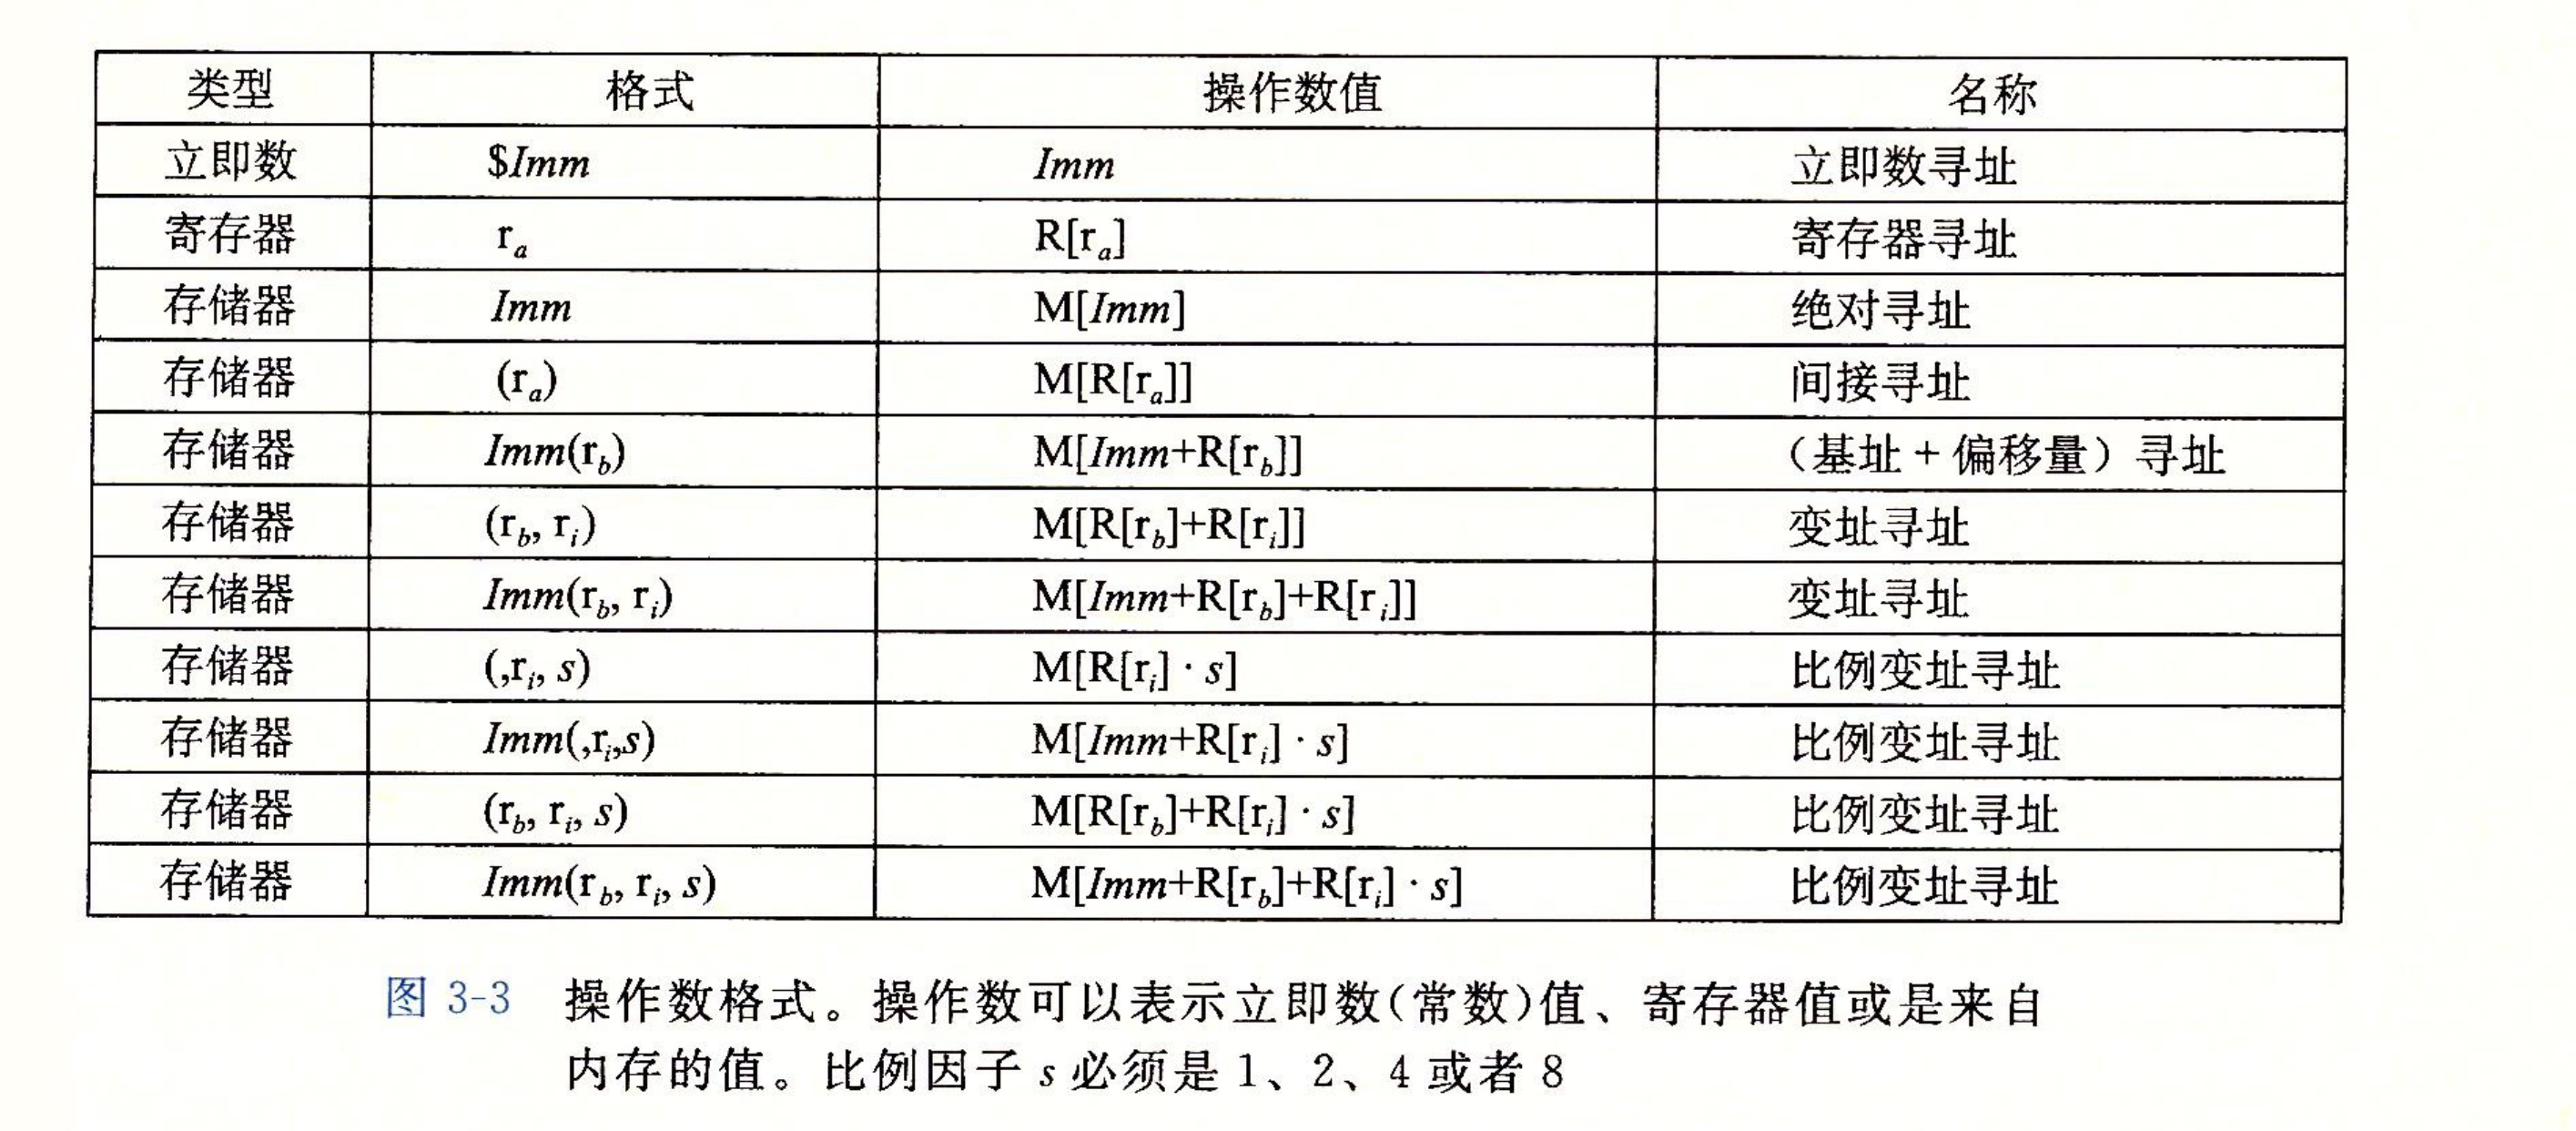 类型 格式 操作数值 名称
立即数 $Imm Imm 立即数寻址
寄存器 rₐ R[rₐ] 寄存器寻址
存储器 Imm M[Imm] 绝对寻址
存储器 (rₐ) M[R[rₐ]] 间接寻址
存储器 Imm(r_b) M[Imm+R[r_b]] （基址+偏移量）寻址
存储器 (r_b, r_i) M[R[r_b]+R[r_i]] 变址寻址
存储器 Imm(r_b, r_i) M[Imm+R[r_b]+R[r_i]] 变址寻址
存储器 (,r_i, s) M[R[r_i]·s] 比例变址寻址
存储器 Imm(,r_i,s) M[Imm+R[r_i]·s] 比例变址寻址
存储器 (r_b, r_i, s) M[R[r_b]+R[r_i]·s] 比例变址寻址
存储器 Imm(r_b, r_i, s) M[Imm+R[r_b]+R[r_i]·s] 比例变址寻址
图 3-3 操作数格式。操作数可以表示立即数(常数)值、寄存器值或是来自
内存的值。比例因子 s 必须是 1、2、4 或者 8